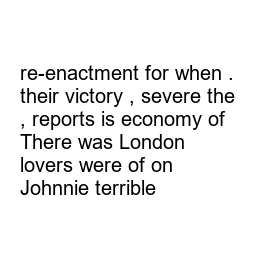 re-enactment for when .
their victory , severe the
, reports is economy of
There was London
lovers were of on
Johnnie terrible